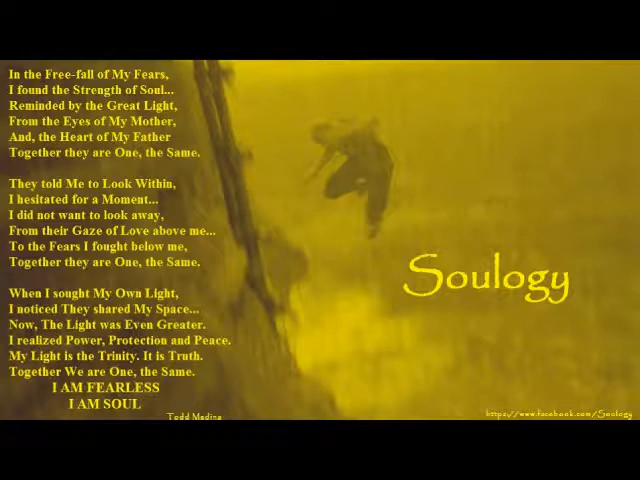 In the Free-fall of My Fears,
I found the Strength of Soul...
Reminded by the Great Light,
From the Eyes of My Mother,
And, the Heart of My Father
Together they are One, the Same.
They told Me to Look Within,
I hesitated for a Moment...
I did not want to look away,
From their Gaze of Love above me...
To the Fears I fought below me,
Together they are One, the Same.
When I sought My Own Light,
I noticed They shared My Space...
Now, The Light was Even Greater.
I realized Power, Protection and Peace.
My Light is the Trinity. It is Truth.
Together We are One, the Same.
I AM FEARLESS
I AM SOUL
Todd Medina
Soulogy
https://www.facebook.com/Soology